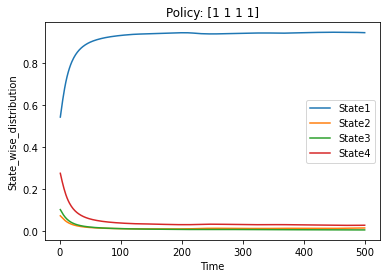 Policy: [1 1 1 1]
State_wise_distribution
0.8
0.6
0.4
0.2
0.0
State1
State2
State3
State4
0 100 200 300 400 500
Time